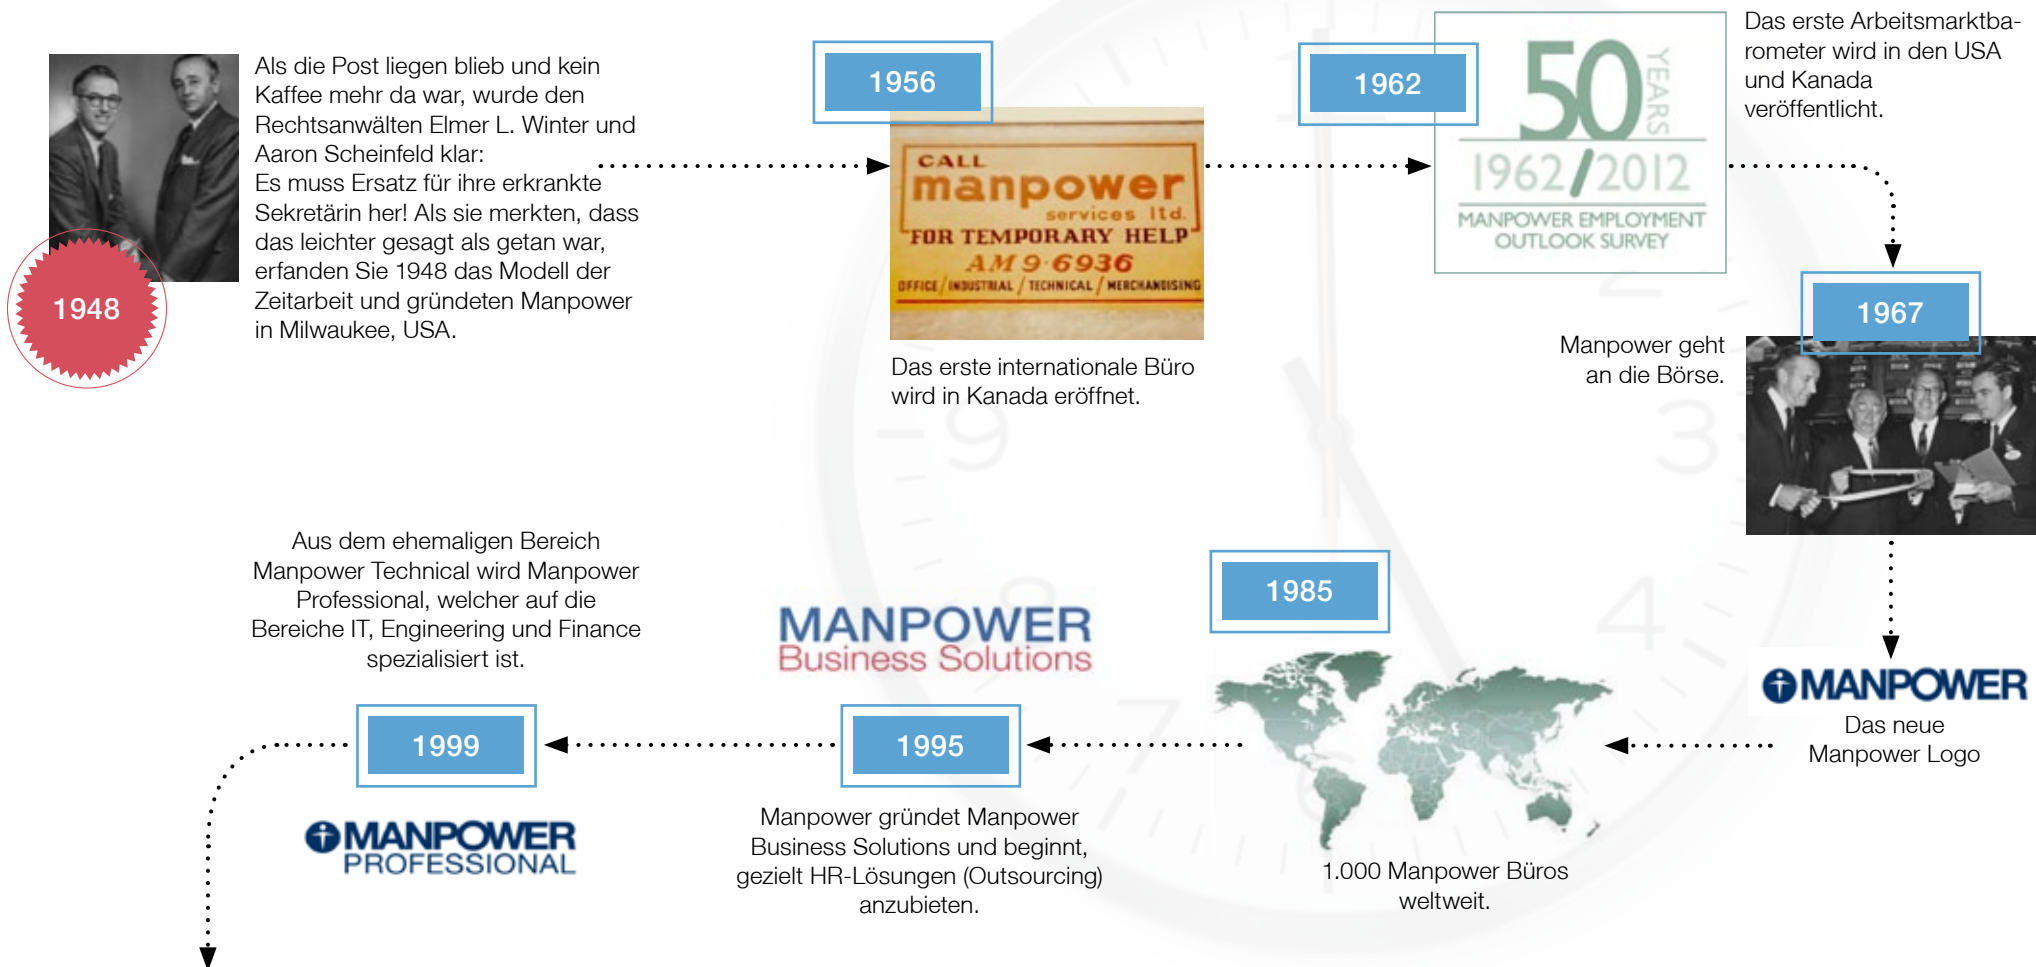 1948
Als die Post liegen blieb und kein
Kaffee mehr da war, wurde den
Rechtsanwälten Elmer L. Winter und
Aaron Scheinfeld klar:
Es muss Ersatz für ihre erkrankte
Sekretärin her! Als sie merkten, dass
das leichter gesagt als getan war,
erfanden Sie 1948 das Modell der
Zeitarbeit und gründeten Manpower
in Milwaukee, USA.
1956
CALL
manpower
services ltd.
FOR TEMPORARY HELP
AM 9-6936
OFFICE / INDUSTRIAL / TECHNICAL / MERCHANDISING
Das erste internationale Büro
wird in Kanada eröffnet.
1962
50
YEARS
1962/2012
MANPOWER EMPLOYMENT
OUTLOOK SURVEY
Das erste Arbeitsmarktba-
rometer wird in den USA
und Kanada
veröffentlicht.
1967
Manpower geht
an die Börse.
MANPOWER
Das neue
Manpower Logo
1985
1.000 Manpower Büros
weltweit.
MANPOWER
Business Solutions
1995
Manpower gründet Manpower
Business Solutions und beginnt,
gezielt HR-Lösungen (Outsourcing)
anzubieten.
Aus dem ehemaligen Bereich
Manpower Technical wird Manpower
Professional, welcher auf die
Bereiche IT, Engineering und Finance
spezialisiert ist.
1999
MANPOWER
PROFESSIONAL
9
3
8
4
7
6
2